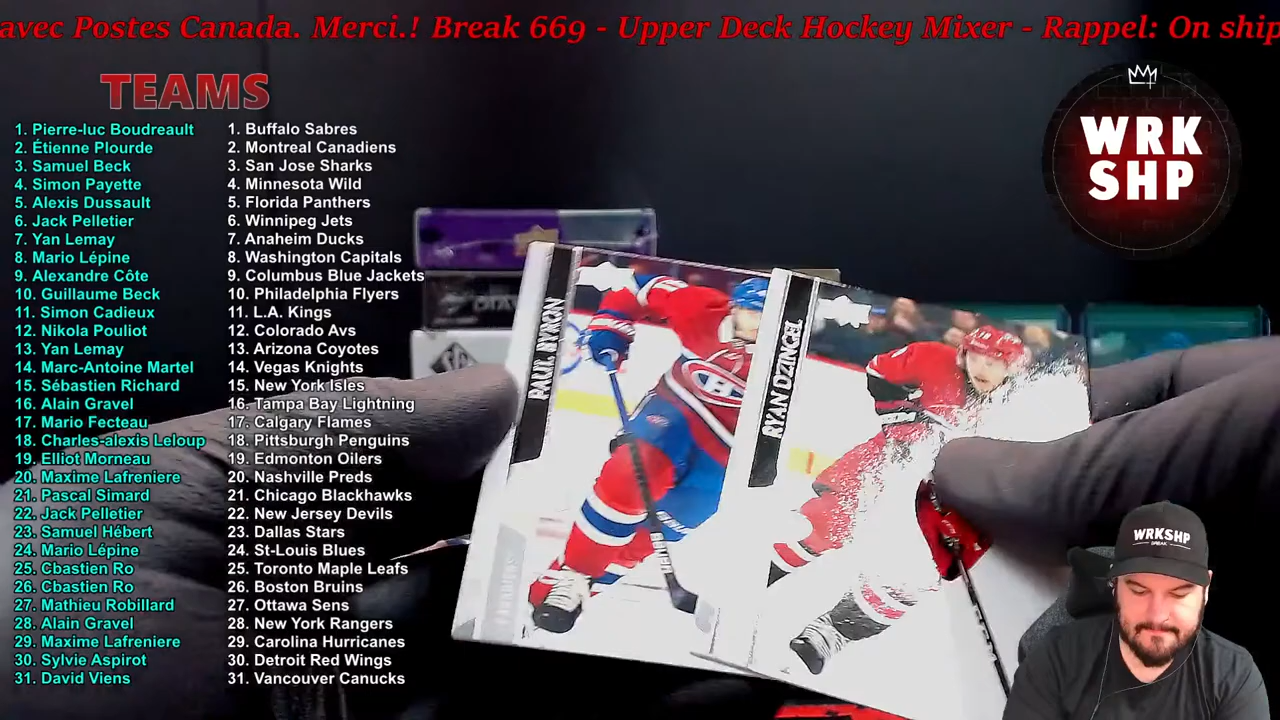 avec Postes Canada. Merci.! Break 669 - Upper Deck Hockey Mixer - Rappel: On ship
TEAMS
1. Pierre-luc Boudreault
2. Étienne Plourde
3. Samuel Beck
4. Simon Payette
5. Alexis Dussault
6. Jack Pelletier
7. Yan Lemay
8. Mario Lépine
9. Alexandre Côte
10. Guillaume Beck
11. Simon Cadieux
12. Nikola Pouliot
13. Yan Lemay
14. Marc-Antoine Martel
15. Sébastien Richard
16. Alain Gravel
17. Mario Fecteau
18. Charles-alexis Leloup
19. Elliot Morneau
20. Maxime Lafreniere
21. Pascal Simard
22. Jack Pelletier
23. Samuel Hébert
24. Mario Lépine
25. Cbastien Ro
26. Cbastien Ro
27. Mathieu Robillard
28. Alain Gravel
29. Maxime Lafreniere
30. Sylvie Aspirot
31. David Viens
1. Buffalo Sabres
2. Montreal Canadiens
3. San Jose Sharks
4. Minnesota Wild
5. Florida Panthers
6. Winnipeg Jets
7. Anaheim Ducks
8. Washington Capitals
9. Columbus Blue Jackets
10. Philadelphia Flyers
11. L.A. Kings
12. Colorado Avs
13. Arizona Coyotes
14. Vegas Knights
15. New York Isles
16. Tampa Bay Lightning
17. Calgary Flames
18. Pittsburgh Penguins
19. Edmonton Oilers
20. Nashville Preds
21. Chicago Blackhawks
22. New Jersey Devils
23. Dallas Stars
24. St-Louis Blues
25. Toronto Maple Leafs
26. Boston Bruins
27. Ottawa Sens
28. New York Rangers
29. Carolina Hurricanes
30. Detroit Red Wings
31. Vancouver Canucks
PAUL BYRON
RYAN DZINGEL
WRK
SHP
WRKSHP
BREAK